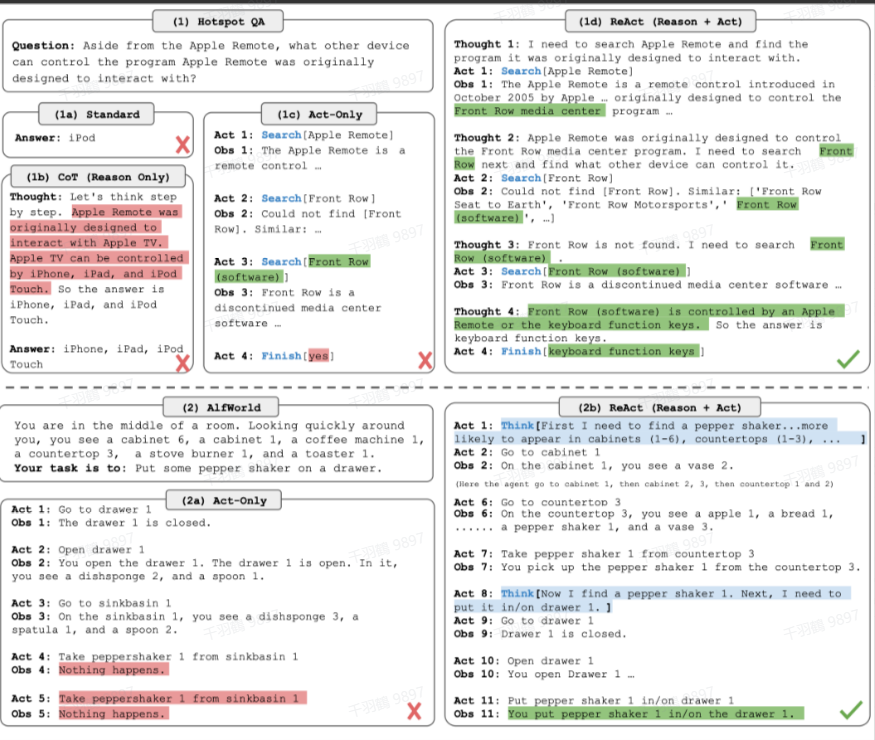 (1) Hotspot QA
Question: Aside from the Apple Remote, what other device
can control the program Apple Remote was originally
designed to interact with?
(1a) Standard
Answer: iPod
(1b) CoT (Reason Only)
Thought: Let's think step
by step. Apple Remote was
originally designed to
interact with Apple TV.
Apple TV can be controlled
by iPhone, iPad, and iPod
Touch. So the answer is
iPhone, iPad, and iPod
Touch.
Answer: iPhone, iPad, iPod
Touch
(1c) Act-Only
Act 1: Search[Apple Remote]
Obs 1: The Apple Remote is a
remote control …
Act 2: Search[Front Row]
Obs 2: Could not find [Front
Row]. Similar: …
Act 3: Search[Front Row
(software)]
Obs 3: Front Row is a
discontinued media center
software …
Act 4: Finish[yes]
(1d) ReAct (Reason + Act)
Thought 1: I need to search Apple Remote and find the
program it was originally designed to interact with.
Act 1: Search[Apple Remote]
Obs 1: The Apple Remote is a remote control introduced in
October 2005 by Apple … originally designed to control the
Front Row media center program …
Thought 2: Apple Remote was originally designed to control
the Front Row media center program. I need to search Front
Row next and find what other device can control it.
Act 2: Search[Front Row]
Obs 2: Could not find [Front Row]. Similar: ['Front Row
Seat to Earth', 'Front Row Motorsports',' Front Row
(software)', …]
Thought 3: Front Row is not found. I need to search Front
Row (software) .
Act 3: Search[Front Row (software) ]
Obs 3: Front Row is a discontinued media center software …
Thought 4: Front Row (software) is controlled by an Apple
Remote or the keyboard function keys. So the answer is
keyboard function keys.
Act 4: Finish[keyboard function keys ]
(2) AlfWorld
You are in the middle of a room. Looking quickly around
you, you see a cabinet 6, a cabinet 1, a coffee machine 1,
a countertop 3, a stove burner 1, and a toaster 1.
Your task is to: Put some pepper shaker on a drawer.
(2a) Act-Only
Act 1: Go to drawer 1
Obs 1: The drawer 1 is closed.
Act 2: Open drawer 1
Obs 2: You open the drawer 1. The drawer 1 is open. In it,
you see a dishsponge 2, and a spoon 1.
Act 3: Go to sinkbasin 1
Obs 3: On the sinkbasin 1, you see a dishsponge 3, a
spatula 1, and a spoon 2.
Act 4: Take peppershaker 1 from sinkbasin 1
Obs 4: Nothing happens.
Act 5: Take peppershaker 1 from sinkbasin 1
Obs 5: Nothing happens.
(2b) ReAct (Reason + Act)
Act 1: Think[First I need to find a pepper shaker...more
likely to appear in cabinets (1-6), countertops (1-3), ... ]
Act 2: Go to cabinet 1
Obs 2: On the cabinet 1, you see a vase 2.
(Here the agent go to cabinet 1, then cabinet 2, 3, then countertop 1 and 2)
Act 6: Go to countertop 3
Obs 6: On the countertop 3, you see a apple 1, a bread 1,
...... a pepper shaker 1, and a vase 3.
Act 7: Take pepper shaker 1 from countertop 3
Obs 7: You pick up the pepper shaker 1 from the countertop 3.
Act 8: Think[Now I find a pepper shaker 1. Next, I need to
put it in/on drawer 1. ]
Act 9: Go to drawer 1
Obs 9: Drawer 1 is closed.
Act 10: Open drawer 1
Obs 10: You open Drawer 1 …
Act 11: Put pepper shaker 1 in/on drawer 1
Obs 11: You put pepper shaker 1 in/on the drawer 1.